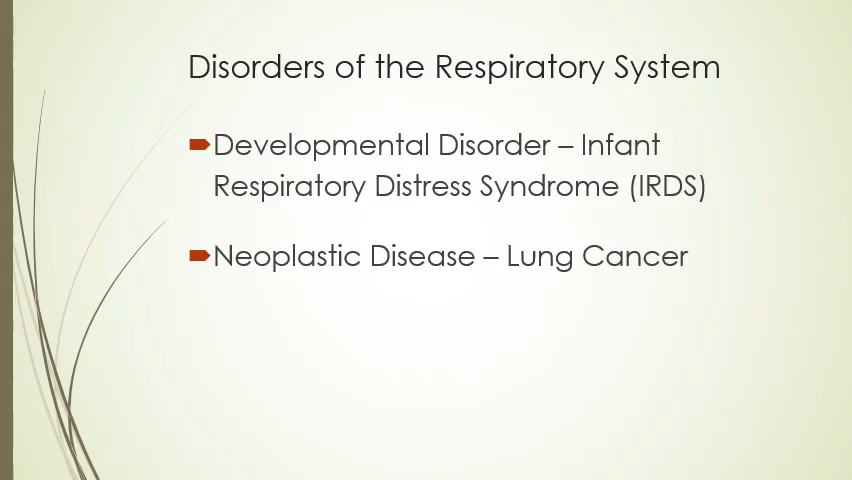 Disorders of the Respiratory System
Developmental Disorder – Infant
Respiratory Distress Syndrome (IRDS)
Neoplastic Disease – Lung Cancer